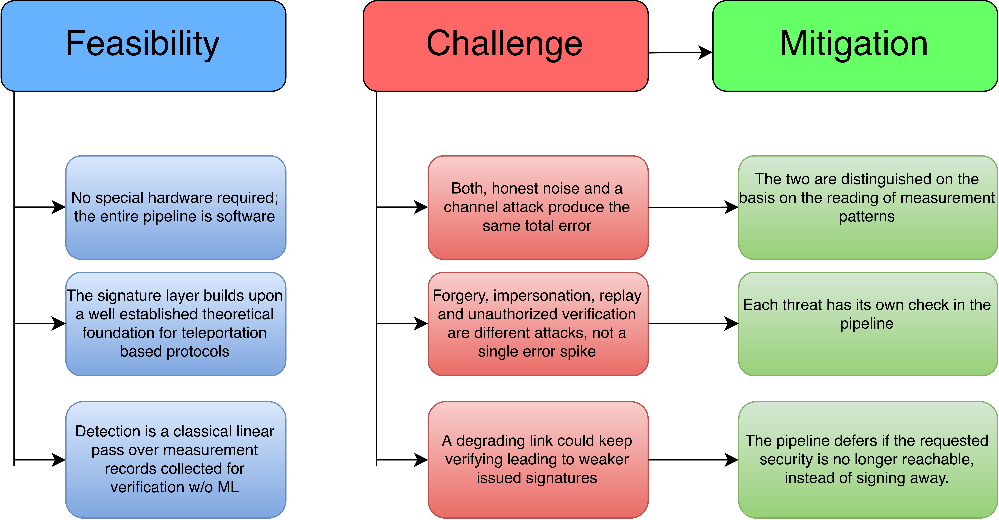 Feasibility
No special hardware required;
the entire pipeline is software
The signature layer builds upon
a well established theoretical
foundation for teleportation
based protocols
Detection is a classical linear
pass over measurement
records collected for
verification w/o ML
Challenge
Both, honest noise and a
channel attack produce the
same total error
Forgery, impersonation, replay
and unauthorized verification
are different attacks, not a
single error spike
A degrading link could keep
verifying leading to weaker
issued signatures
Mitigation
The two are distinguished on the
basis on the reading of measurement
patterns
Each threat has its own check in the
pipeline
The pipeline defers if the requested
security is no longer reachable,
instead of signing away.